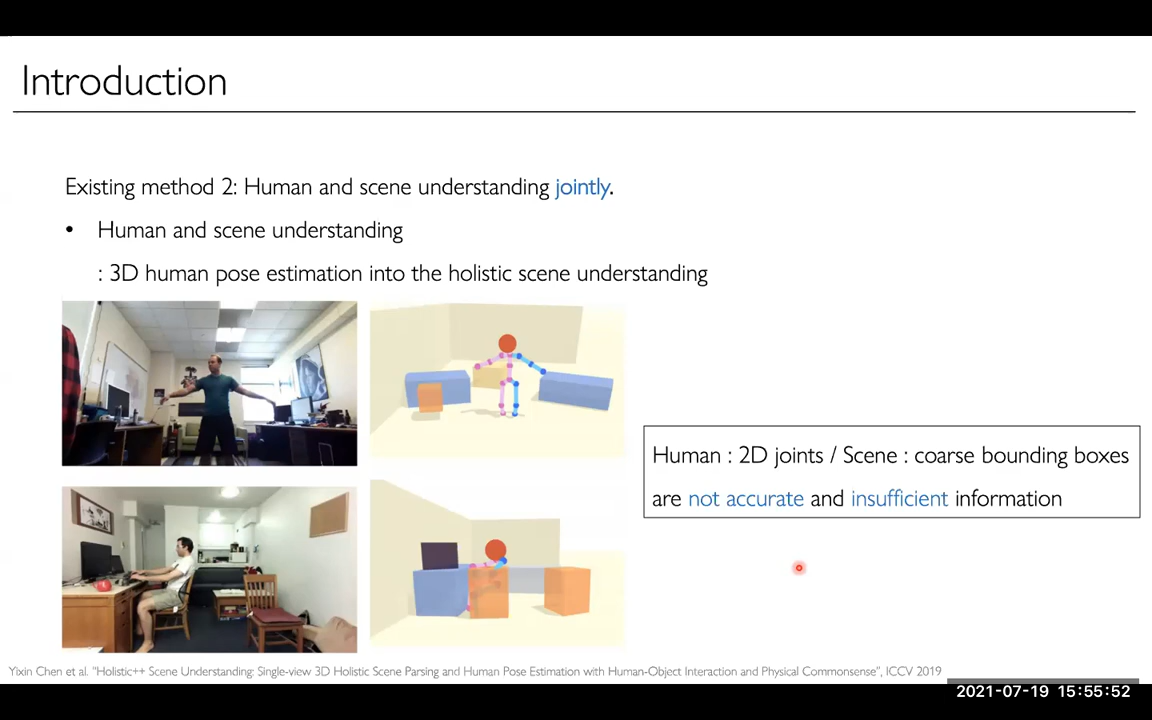 Introduction
Existing method 2: Human and scene understanding jointly.
• Human and scene understanding
: 3D human pose estimation into the holistic scene understanding
Human : 2D joints / Scene : coarse bounding boxes
are not accurate and insufficient information
Yixin Chen et al. "Holistic++ Scene Understanding: Single-view 3D Holistic Scene Parsing and Human Pose Estimation with Human-Object Interaction and Physical Commonsense", ICCV 2019
2021-07-19 15:55:52